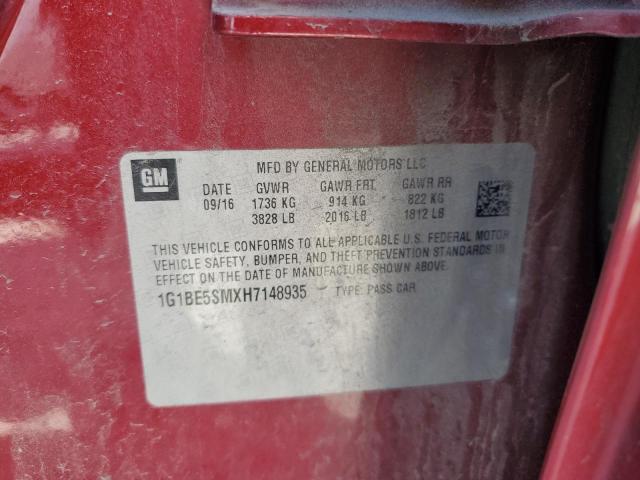 GM
MFD BY GENERAL MOTORS LLC
DATE GVWR GAWR FRT GAWR RR
09/16 1736 KG 914 KG 822 KG
3828 LB 2016 LB 1812 LB
THIS VEHICLE CONFORMS TO ALL APPLICABLE U.S. FEDERAL MOTOR
VEHICLE SAFETY, BUMPER, AND THEFT PREVENTION STANDARDS IN
EFFECT ON THE DATE OF MANUFACTURE SHOWN ABOVE.
1G1BE5SMXH7148935 TYPE: PASS CAR